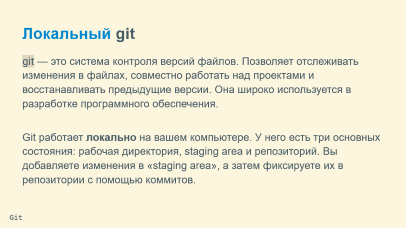 Локальный git
git — это система контроля версий файлов. Позволяет отслеживать
изменения в файлах, совместно работать над проектами и
восстанавливать предыдущие версии. Она широко используется в
разработке программного обеспечения.
Git работает локально на вашем компьютере. У него есть три основных
состояния: рабочая директория, staging area и репозиторий. Вы
добавляете изменения в «staging area», а затем фиксируете их в
репозитории с помощью коммитов.
Git